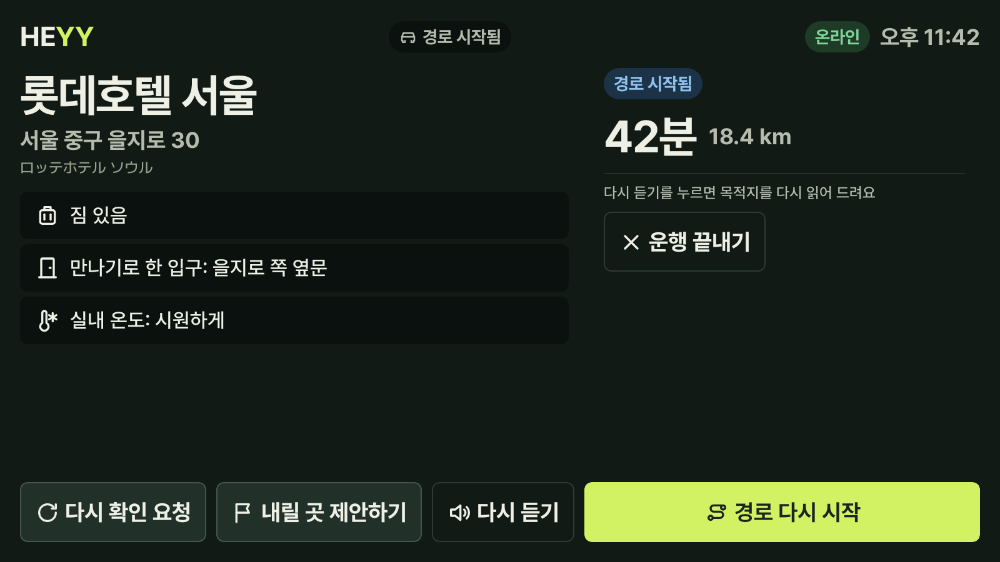 HEYY
경로 시작됨
온라인 오후 11:42
롯데호텔 서울
서울 중구 을지로 30
ロッテホテル ソウル
짐 있음
만나기로 한 입구: 을지로 쪽 옆문
실내 온도: 시원하게
경로 시작됨
42분 18.4 km
다시 듣기를 누르면 목적지를 다시 읽어 드려요
운행 끝내기
다시 확인 요청
내릴 곳 제안하기
다시 듣기
경로 다시 시작